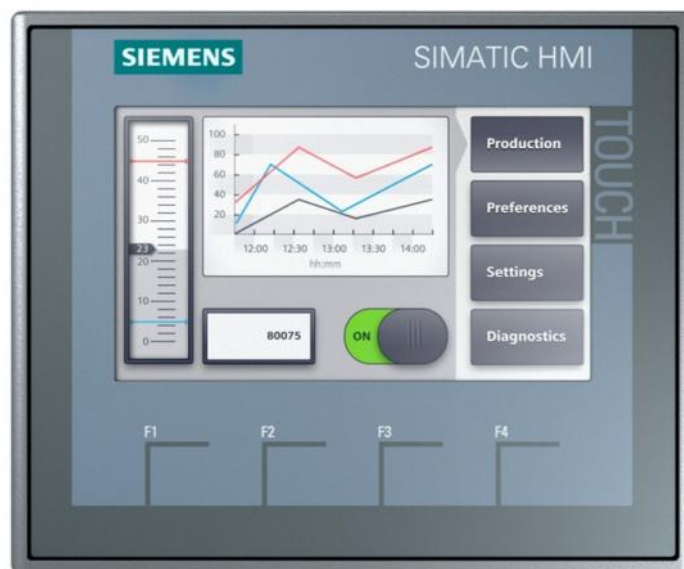 SIEMENS
SIMATIC HMI
TOUCH
50
40
30
23
20
10
0
100
80
60
40
20
12:00 12:30 13:00 13:30 14:00
hh:mm
80075
ON
Production
Preferences
Settings
Diagnostics
F1 F2 F3 F4